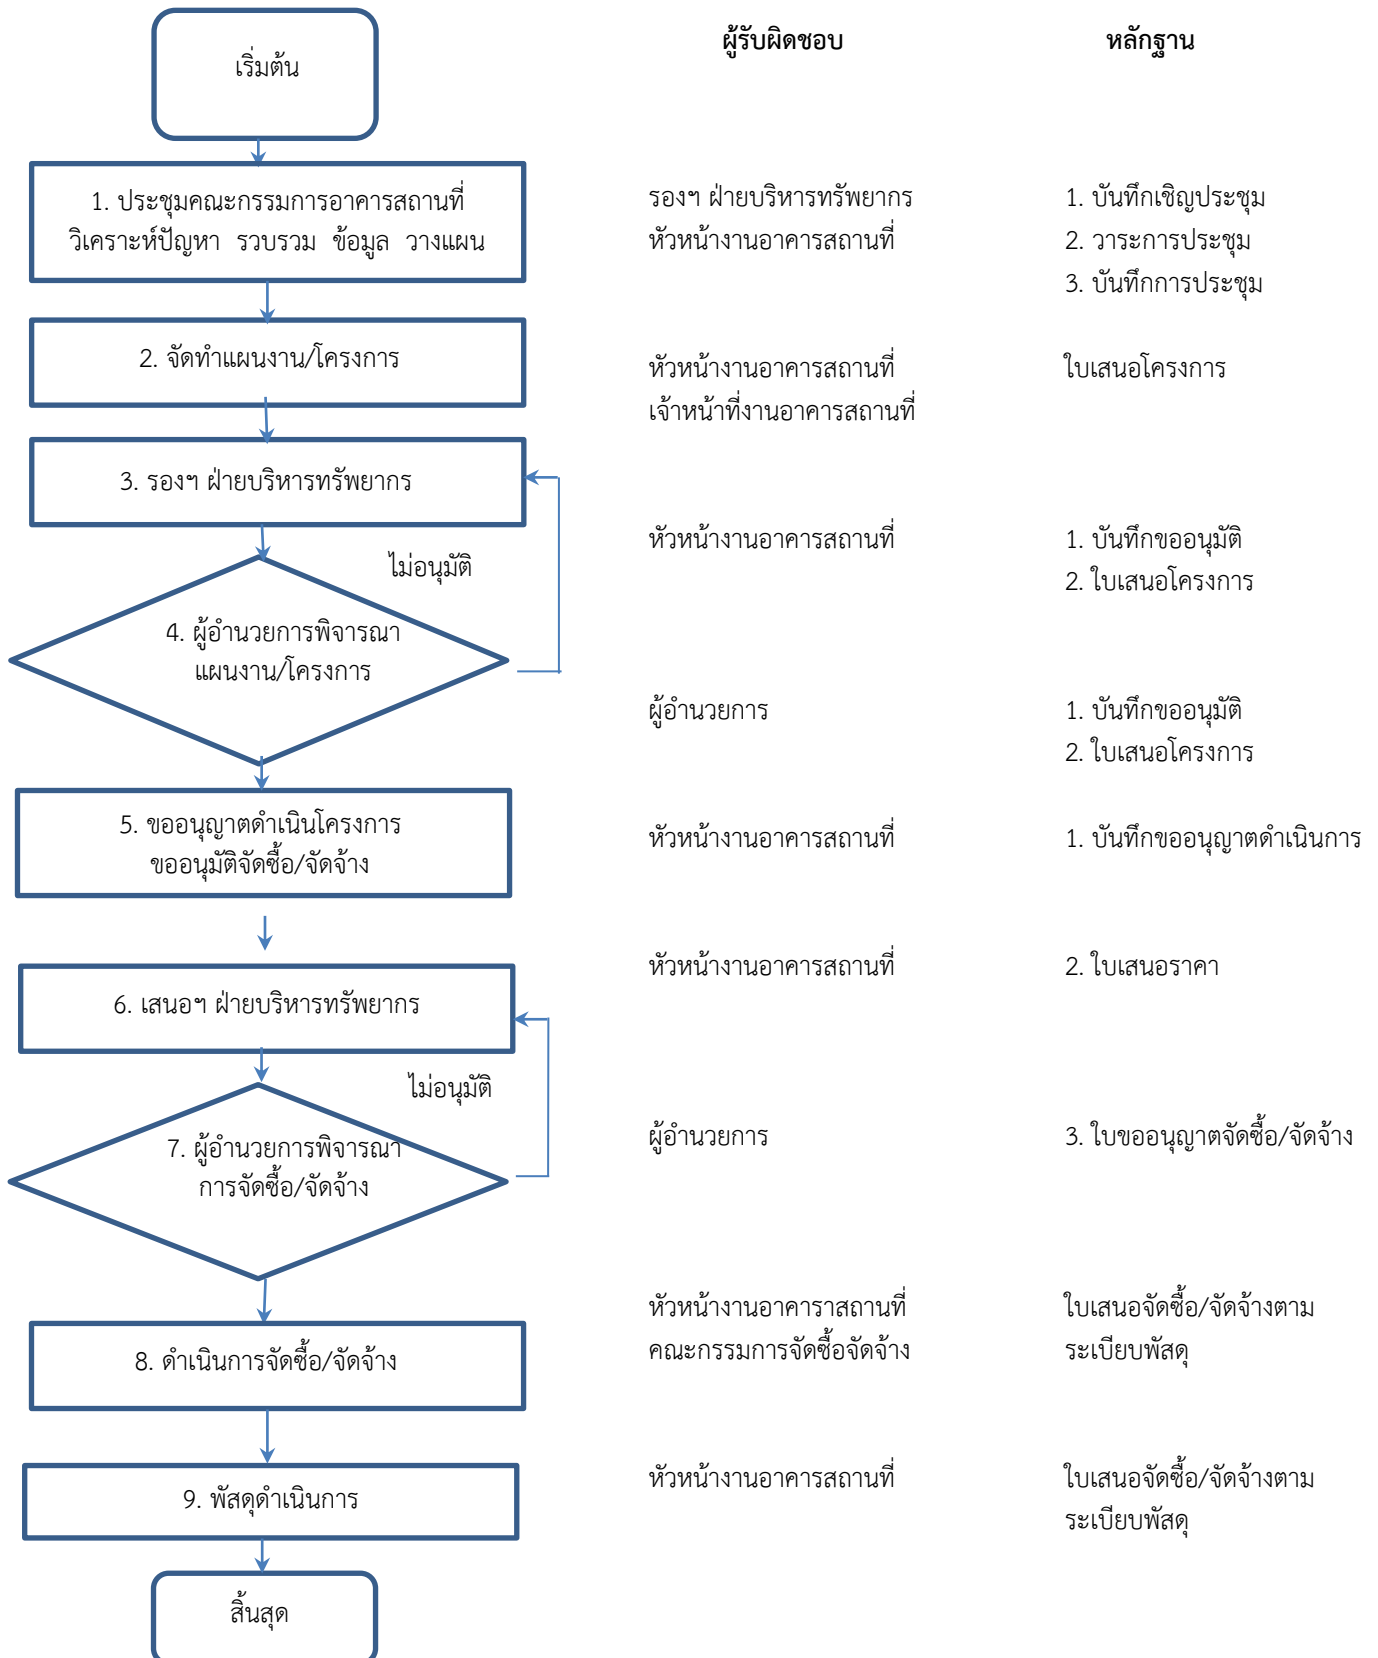 เริ่มต้น
ผู้รับผิดชอบ
หลักฐาน
1. ประชุมคณะกรรมการอาคารสถานที่
วิเคราะห์ปัญหา รวบรวม ข้อมูล วางแผน
รองฯ ฝ่ายบริหารทรัพยากร
หัวหน้างานอาคารสถานที่
1. บันทึกเชิญประชุม
2. วาระการประชุม
3. บันทึกการประชุม
2. จัดทำแผนงาน/โครงการ
หัวหน้างานอาคารสถานที่
เจ้าหน้าที่งานอาคารสถานที่
ใบเสนอโครงการ
3. รองฯ ฝ่ายบริหารทรัพยากร
หัวหน้างานอาคารสถานที่
1. บันทึกขออนุมัติ
2. ใบเสนอโครงการ
ไม่อนุมัติ
4. ผู้อำนวยการพิจารณา
แผนงาน/โครงการ
ผู้อำนวยการ
1. บันทึกขออนุมัติ
2. ใบเสนอโครงการ
5. ขออนุญาตดำเนินโครงการ
ขออนุมัติจัดซื้อ/จัดจ้าง
หัวหน้างานอาคารสถานที่
1. บันทึกขออนุญาตดำเนินการ
6. เสนอฯ ฝ่ายบริหารทรัพยากร
หัวหน้างานอาคารสถานที่
2. ใบเสนอราคา
ไม่อนุมัติ
7. ผู้อำนวยการพิจารณา
การจัดซื้อ/จัดจ้าง
ผู้อำนวยการ
3. ใบขออนุญาตจัดซื้อ/จัดจ้าง
8. ดำเนินการจัดซื้อ/จัดจ้าง
หัวหน้างานอาคาราสถานที่
คณะกรรมการจัดซื้อจัดจ้าง
ใบเสนอจัดซื้อ/จัดจ้างตาม
ระเบียบพัสดุ
9. พัสดุดำเนินการ
หัวหน้างานอาคารสถานที่
ใบเสนอจัดซื้อ/จัดจ้างตาม
ระเบียบพัสดุ
สิ้นสุด